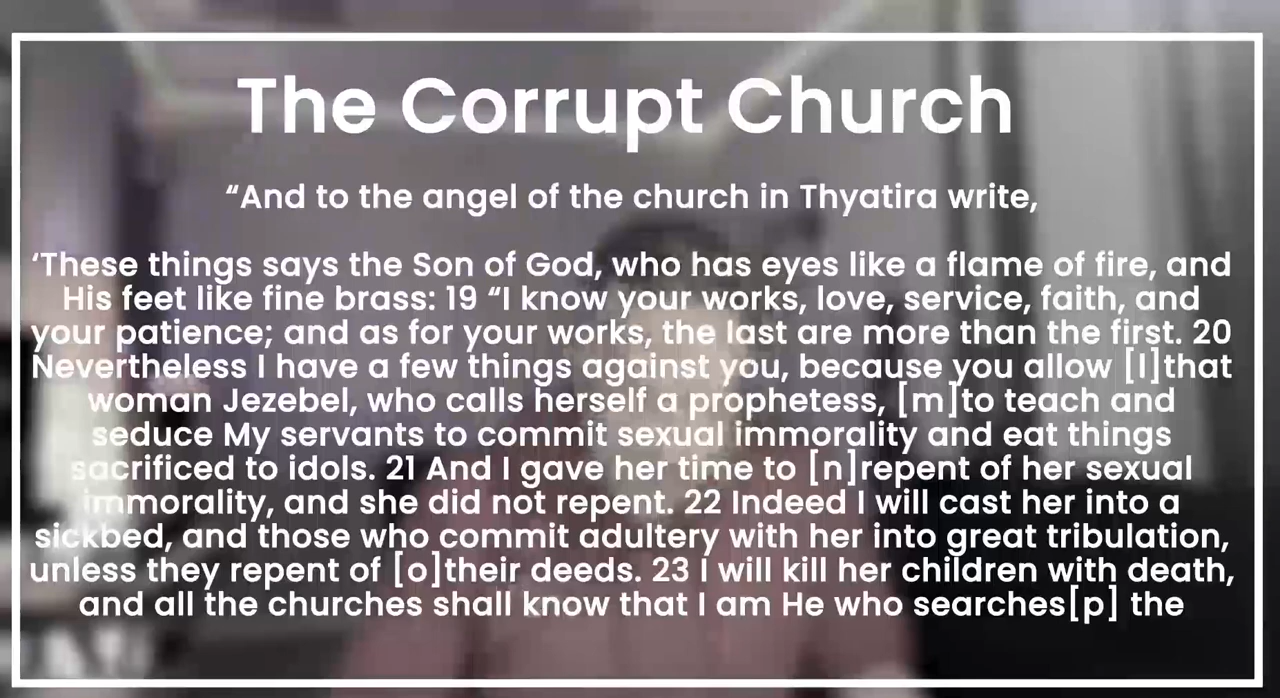 The Corrupt Church
“And to the angel of the church in Thyatira write,
‘These things says the Son of God, who has eyes like a flame of fire, and
His feet like fine brass: 19 “I know your works, love, service, faith, and
your patience; and as for your works, the last are more than the first. 20
Nevertheless I have a few things against you, because you allow [l]that
woman Jezebel, who calls herself a prophetess, [m]to teach and
seduce My servants to commit sexual immorality and eat things
sacrificed to idols. 21 And I gave her time to [n]repent of her sexual
immorality, and she did not repent. 22 Indeed I will cast her into a
sickbed, and those who commit adultery with her into great tribulation,
unless they repent of [o]their deeds. 23 I will kill her children with death,
and all the churches shall know that I am He who searches[p] the